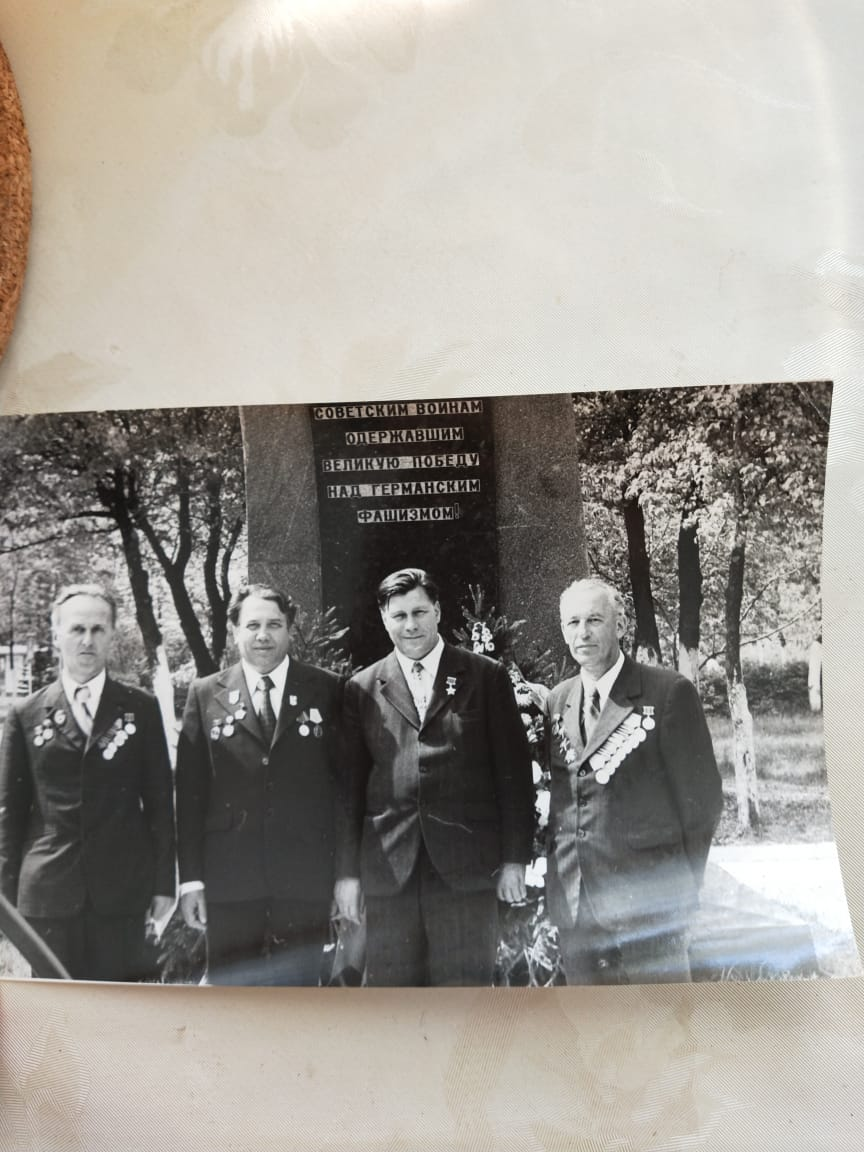 СОВЕТСКИМ ВОИНАМ
ОДЕРЖАВШИМ
ВЕЛИКУЮ ПОБЕДУ
НАД ГЕРМАНСКИМ
ФАШИЗМОМ!